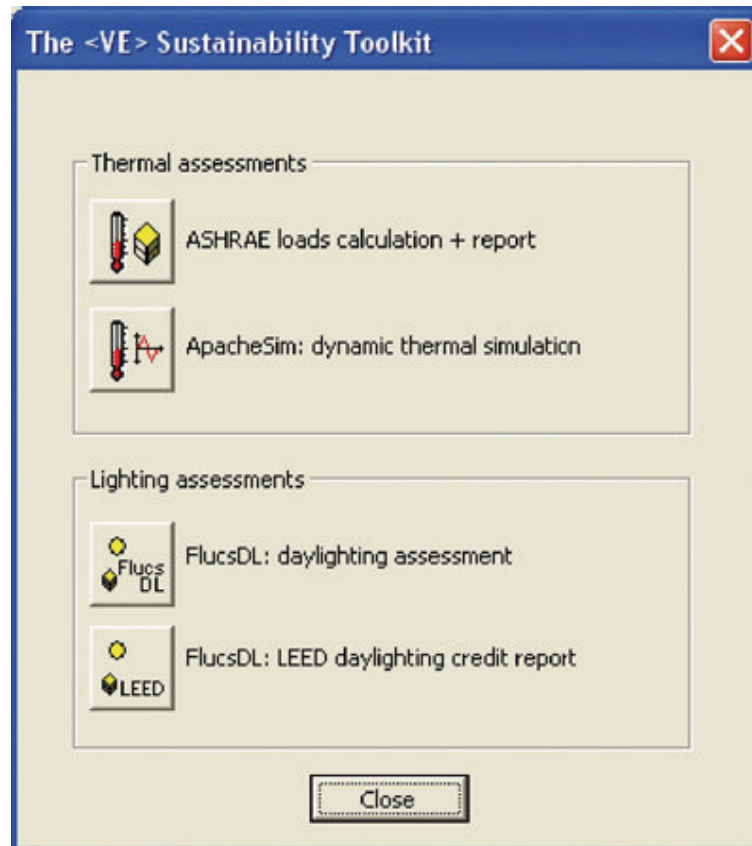 The <VE> Sustainability Toolkit
Thermal assessments
ASHRAE loads calculation + report
ApacheSim: dynamic thermal simulation
Lighting assessments
Flucs
DL
FlucsDL: daylighting assessment
LEED
FlucsDL: LEED daylighting credit report
Close